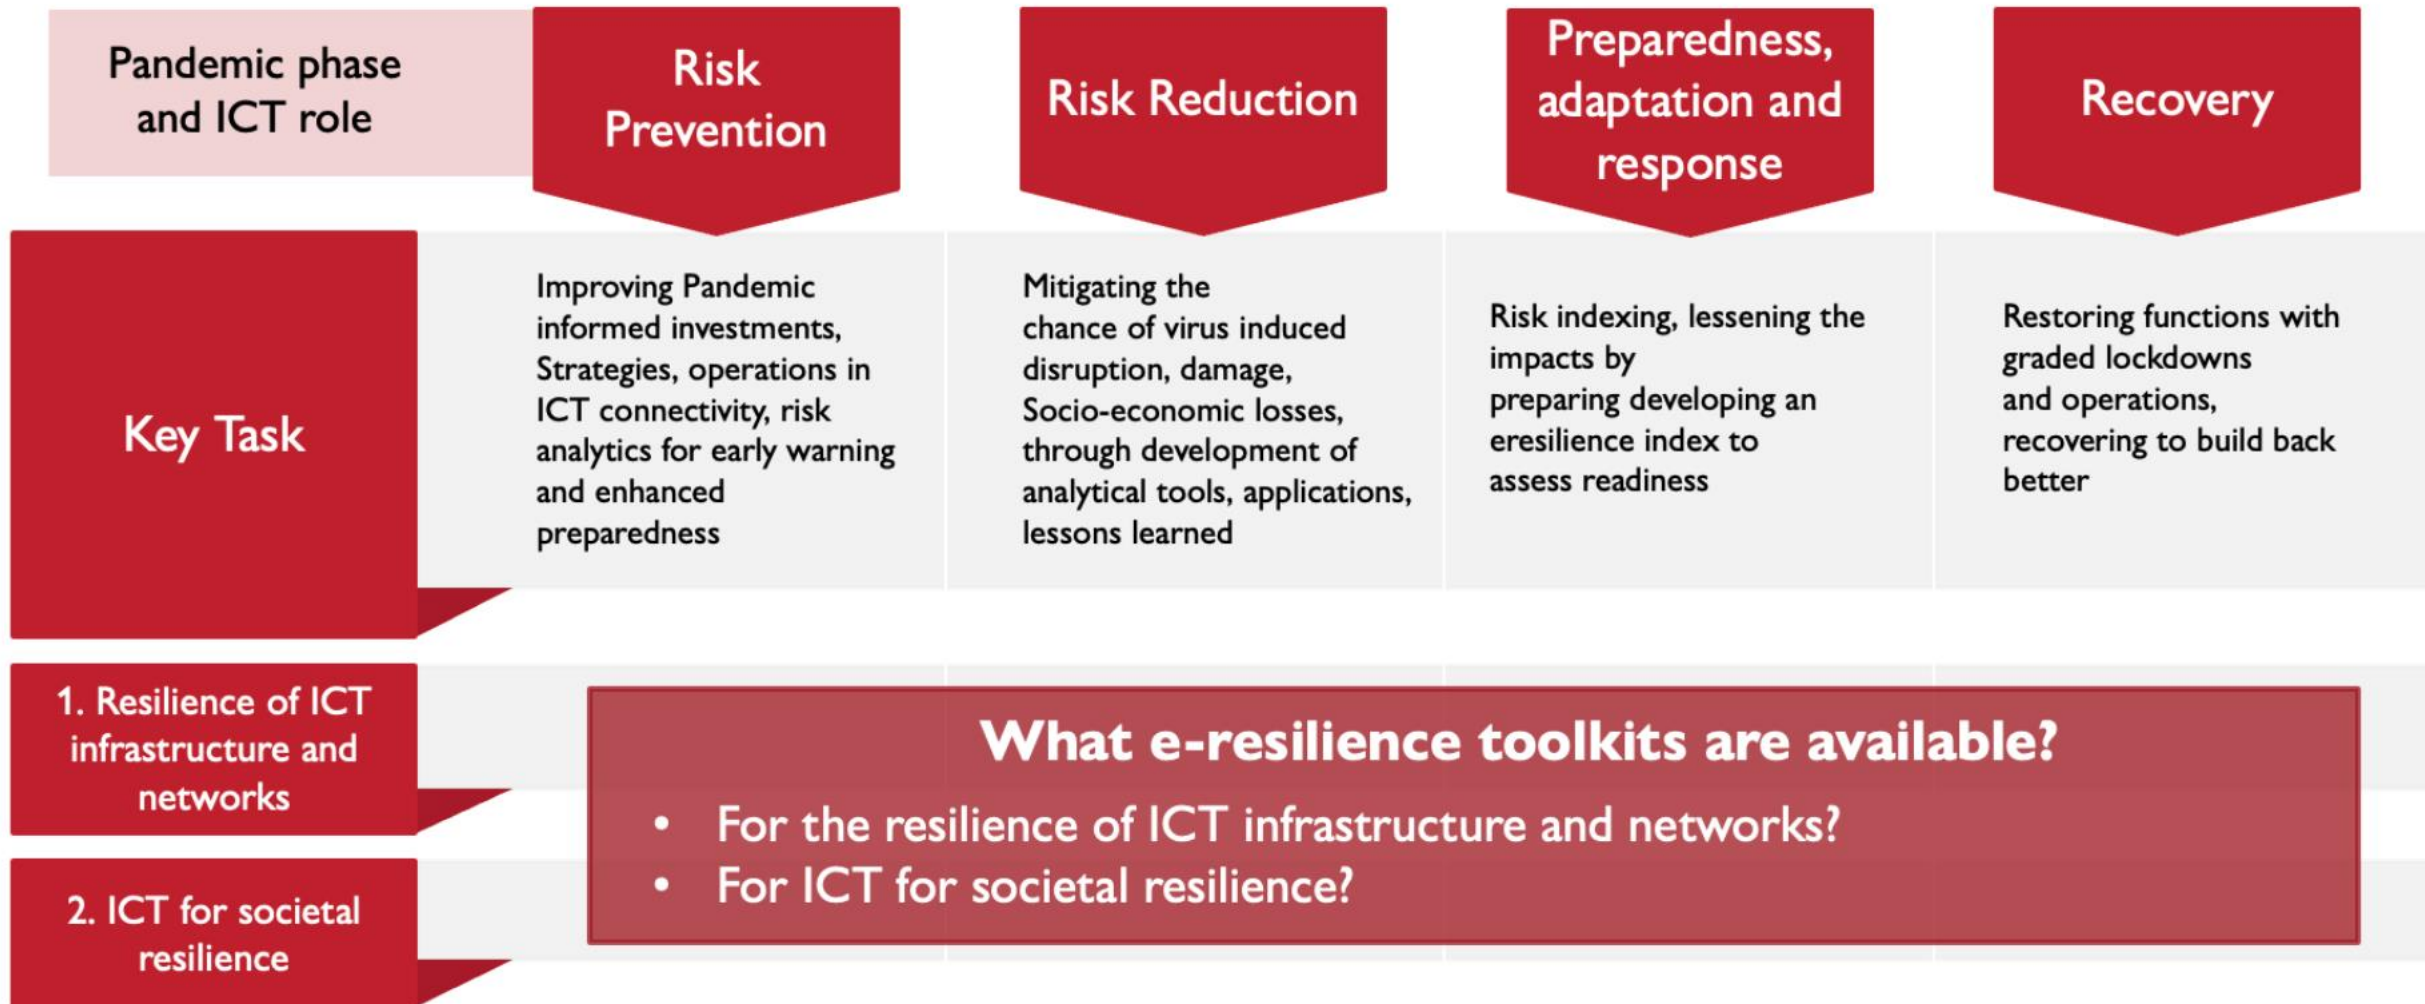 Pandemic phase
and ICT role
Risk
Prevention
Risk Reduction
Preparedness,
adaptation and
response
Recovery
Key Task
Improving Pandemic
informed investments,
Strategies, operations in
ICT connectivity, risk
analytics for early warning
and enhanced
preparedness
Mitigating the
chance of virus induced
disruption, damage,
Socio-economic losses,
through development of
analytical tools, applications,
lessons learned
Risk indexing, lessening the
impacts by
preparing developing an
eresilience index to
assess readiness
Restoring functions with
graded lockdowns
and operations,
recovering to build back
better
1. Resilience of ICT
infrastructure and
networks
What e-resilience toolkits are available?
• For the resilience of ICT infrastructure and networks?
• For ICT for societal resilience?
2. ICT for societal
resilience